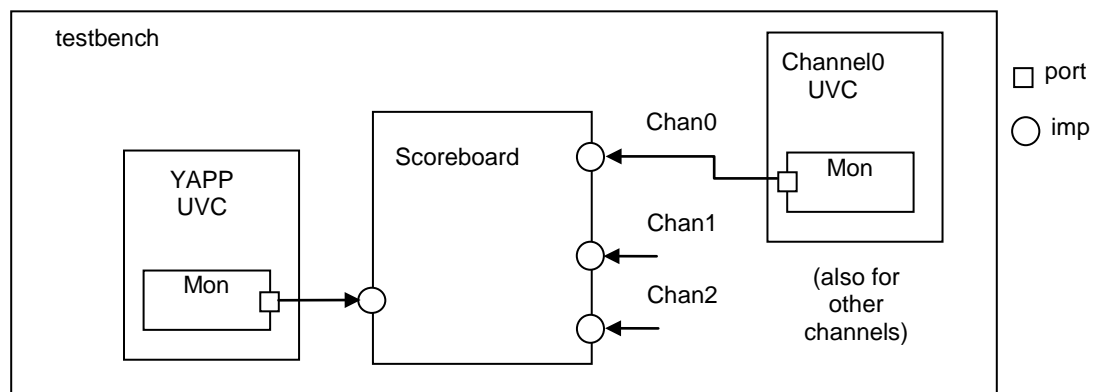 testbench
Channel0
UVC
port
imp
Chan0
Scoreboard
Mon
YAPP
UVC
Chan1
Mon
Chan2
(also for
other
channels)